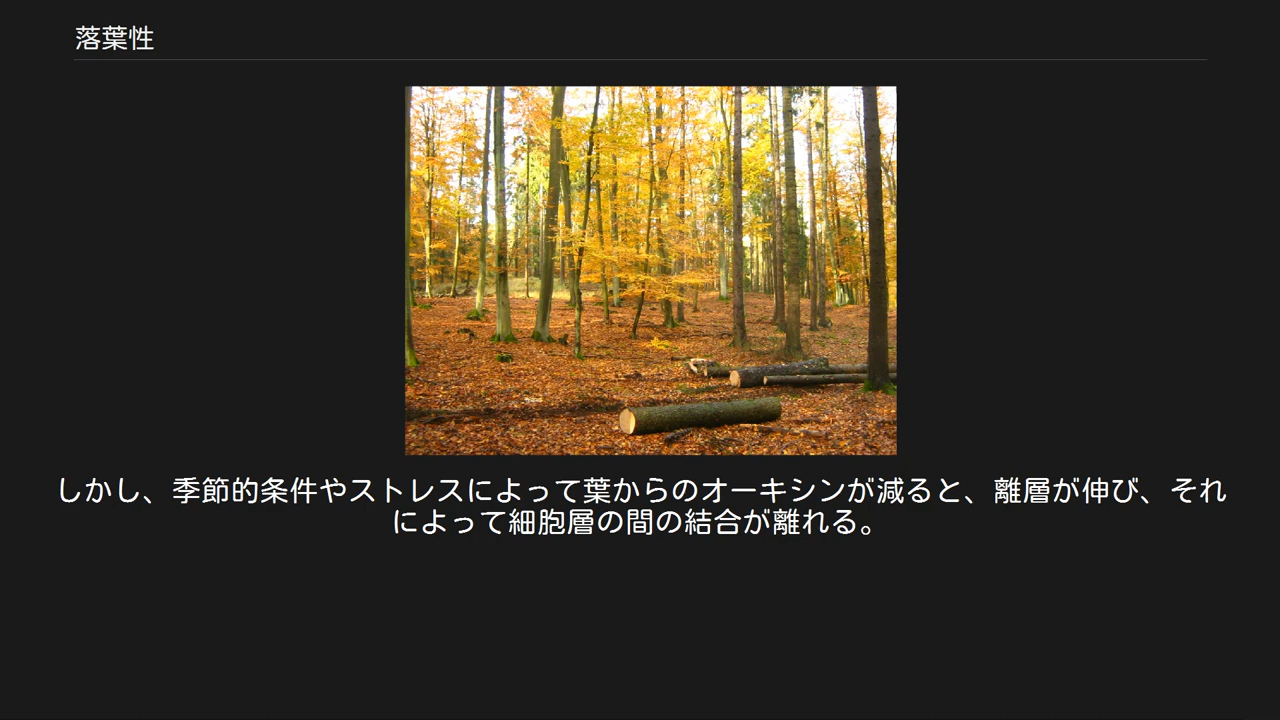 落葉性
しかし、季節的条件やストレスによって葉からのオーキシンが減ると、離層が伸び、それ
によって細胞層の間の結合が離れる。